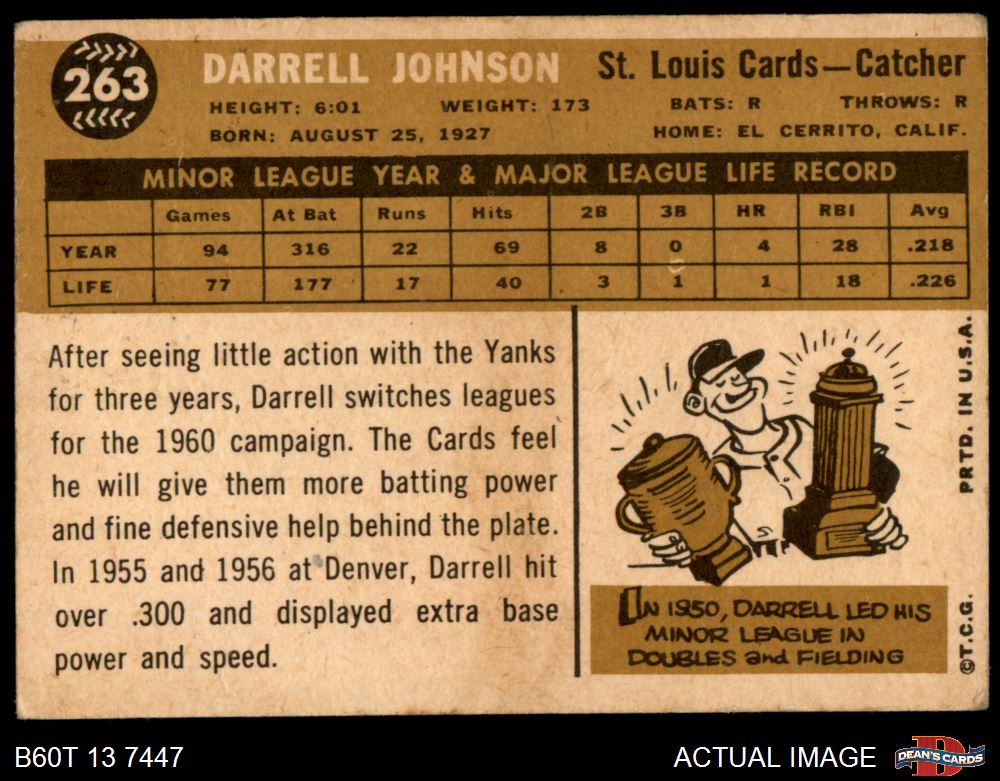 263
DARRELL JOHNSON St. Louis Cards—Catcher
HEIGHT: 6:01 WEIGHT: 173 BATS: R THROWS: R
BORN: AUGUST 25, 1927 HOME: EL CERRITO, CALIF.
MINOR LEAGUE YEAR & MAJOR LEAGUE LIFE RECORD
Games At Bat Runs Hits 2B 3B HR RBI Avg
YEAR 94 316 22 69 8 0 4 28 .218
LIFE 77 177 17 40 3 1 1 18 .226
After seeing little action with the Yanks
for three years, Darrell switches leagues
for the 1960 campaign. The Cards feel
he will give them more batting power
and fine defensive help behind the plate.
In 1955 and 1956 at Denver, Darrell hit
over .300 and displayed extra base
power and speed.
IN 1950, DARRELL LED HIS
MINOR LEAGUE IN
DOUBLES and FIELDING
©T.C.G. PRTD. IN U.S.A.
B60T 13 7447 ACTUAL IMAGE
D
DEAN'S CARDS